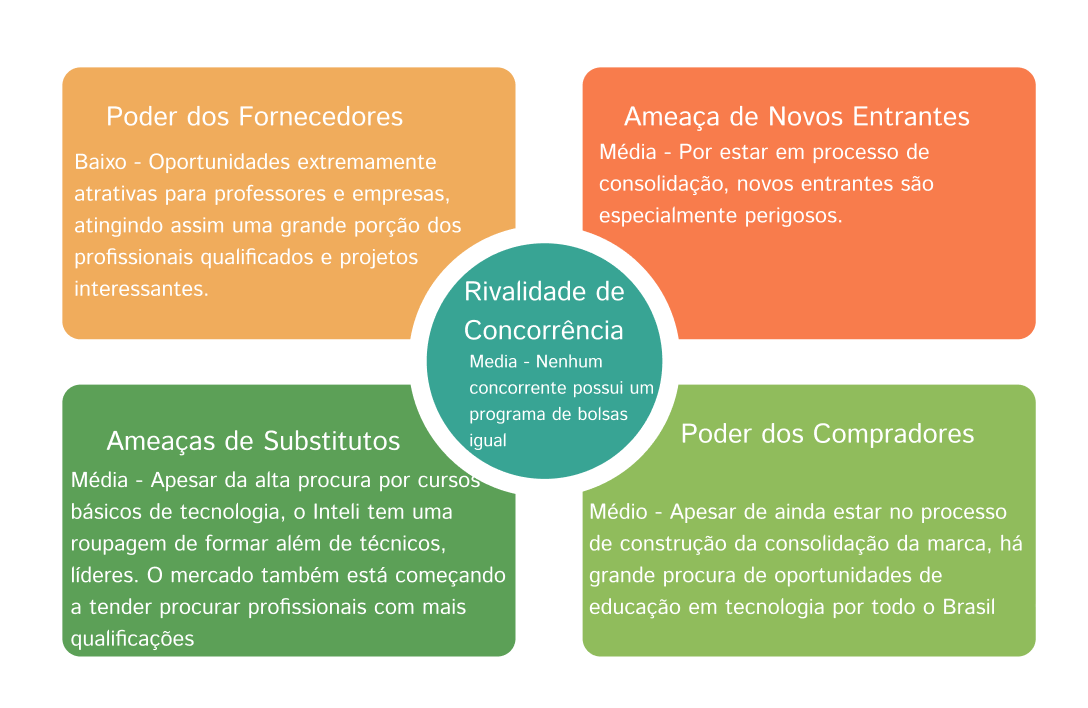 Poder dos Fornecedores
Baixo - Oportunidades extremamente
atrativas para professores e empresas,
atingindo assim uma grande porção dos
profissionais qualificados e projetos
interessantes.
Ameaça de Novos Entrantes
Média - Por estar em processo de
consolidação, novos entrantes são
especialmente perigosos.
Rivalidade de
Concorrência
Media - Nenhum
concorrente possui um
programa de bolsas
igual
Ameaças de Substitutos
Média - Apesar da alta procura por cursos
básicos de tecnologia, o Inteli tem uma
roupagem de formar além de técnicos,
líderes. O mercado também está começando
a tender procurar profissionais com mais
qualificações
Poder dos Compradores
Médio - Apesar de ainda estar no processo
de construção da consolidação da marca, há
grande procura de oportunidades de
educação em tecnologia por todo o Brasil